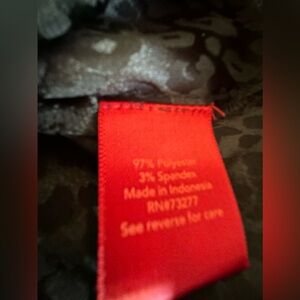 97% Polyester
3% Spandex
Made in Indonesia
RN#73277
See reverse for care